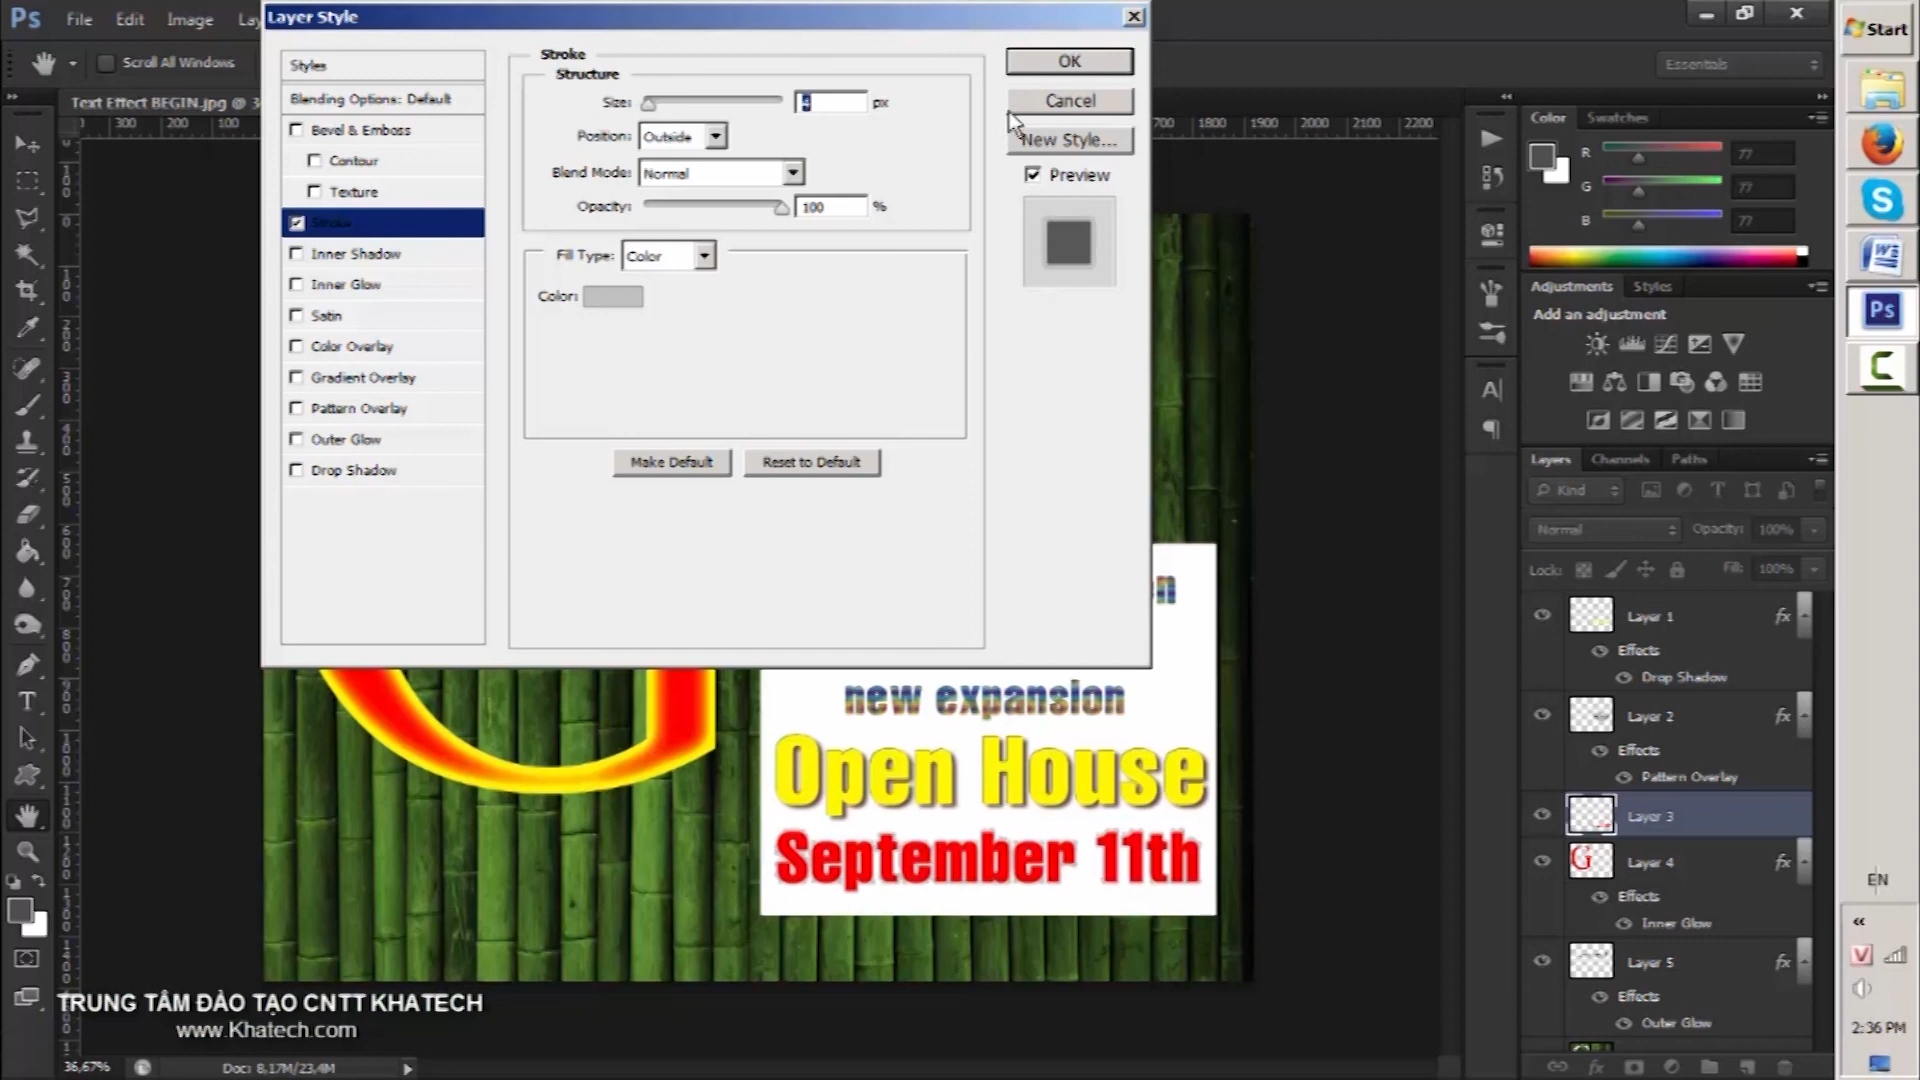 Ps File Edit Image
Layer Style
Start
Scroll All Windows
Essentials
Text Effect BEGIN.jpg @
300 200 100
1800 1900 2000 2100 2200
Styles
Blending Options: Default
Bevel & Emboss
Contour
Texture
Stroke
Inner Shadow
Inner Glow
Satin
Color Overlay
Gradient Overlay
Pattern Overlay
Outer Glow
Drop Shadow
Stroke
Structure
Size: 4 px
Position: Outside
Blend Mode: Normal
Opacity: 100 %
Fill Type: Color
Color:
Make Default Reset to Default
OK
Cancel
New Style...
Preview
Color Swatches
R 77
G 77
B 77
Adjustments Styles
Add an adjustment
Layers Channels Paths
Kind
Normal Opacity: 100%
Lock: Fill: 100%
Layer 1 fx
Effects
Drop Shadow
Layer 2 fx
Effects
Pattern Overlay
Layer 3
Layer 4 fx
Effects
Inner Glow
Layer 5 fx
Effects
Outer Glow
new expansion
Open House
September 11th
TRUNG TÂM ĐÀO TẠO CNTT KHATECH
www.Khatech.com
36,67% Doc: 8,17M/23,4M
EN
2:36 PM